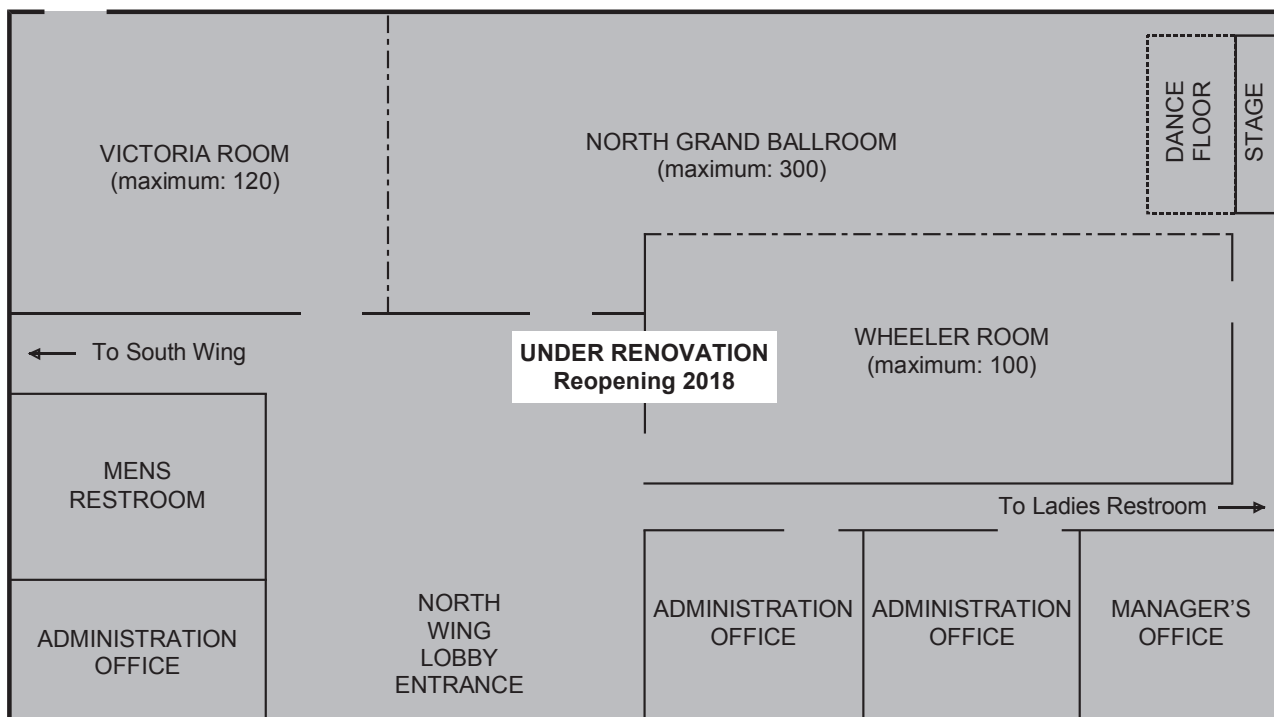 VICTORIA ROOM
(maximum: 120)
NORTH GRAND BALLROOM
(maximum: 300)
DANCE
FLOOR
STAGE
To South Wing
UNDER RENOVATION
Reopening 2018
WHEELER ROOM
(maximum: 100)
MENS
RESTROOM
To Ladies Restroom
ADMINISTRATION
OFFICE
NORTH
WING
LOBBY
ENTRANCE
ADMINISTRATION
OFFICE
ADMINISTRATION
OFFICE
MANAGER’S
OFFICE